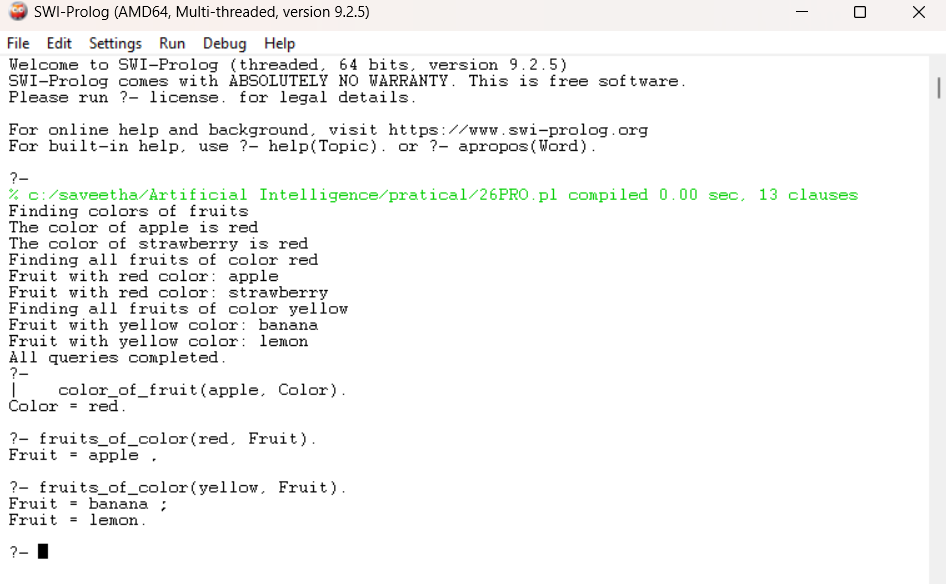 SWI-Prolog (AMD64, Multi-threaded, version 9.2.5)
File Edit Settings Run Debug Help
Welcome to SWI-Prolog (threaded, 64 bits, version 9.2.5)
SWI-Prolog comes with ABSOLUTELY NO WARRANTY. This is free software.
Please run ?- license. for legal details.
For online help and background, visit https://www.swi-prolog.org
For built-in help, use ?- help(Topic). or ?- apropos(Word).
?-
% c:/saveetha/Artificial Intelligence/pratical/26PRO.pl compiled 0.00 sec, 13 clauses
Finding colors of fruits
The color of apple is red
The color of strawberry is red
Finding all fruits of color red
Fruit with red color: apple
Fruit with red color: strawberry
Finding all fruits of color yellow
Fruit with yellow color: banana
Fruit with yellow color: lemon
All queries completed.
?-
|    color_of_fruit(apple, Color).
Color = red.
?- fruits_of_color(red, Fruit).
Fruit = apple .
?- fruits_of_color(yellow, Fruit).
Fruit = banana ;
Fruit = lemon.
?-